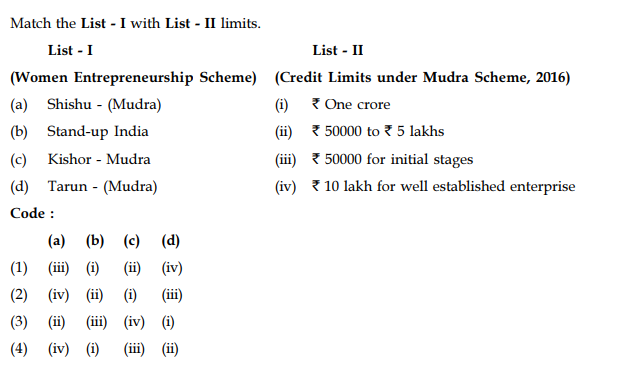 Match the List - I with List - II limits.
List - I List - II
(Women Entrepreneurship Scheme) (Credit Limits under Mudra Scheme, 2016)
(a) Shishu - (Mudra) (i) ₹ One crore
(b) Stand-up India (ii) ₹ 50000 to ₹ 5 lakhs
(c) Kishor - Mudra (iii) ₹ 50000 for initial stages
(d) Tarun - (Mudra) (iv) ₹ 10 lakh for well established enterprise
Code :
(a) (b) (c) (d)
(1) (iii) (i) (ii) (iv)
(2) (iv) (ii) (i) (iii)
(3) (ii) (iii) (iv) (i)
(4) (iv) (i) (iii) (ii)